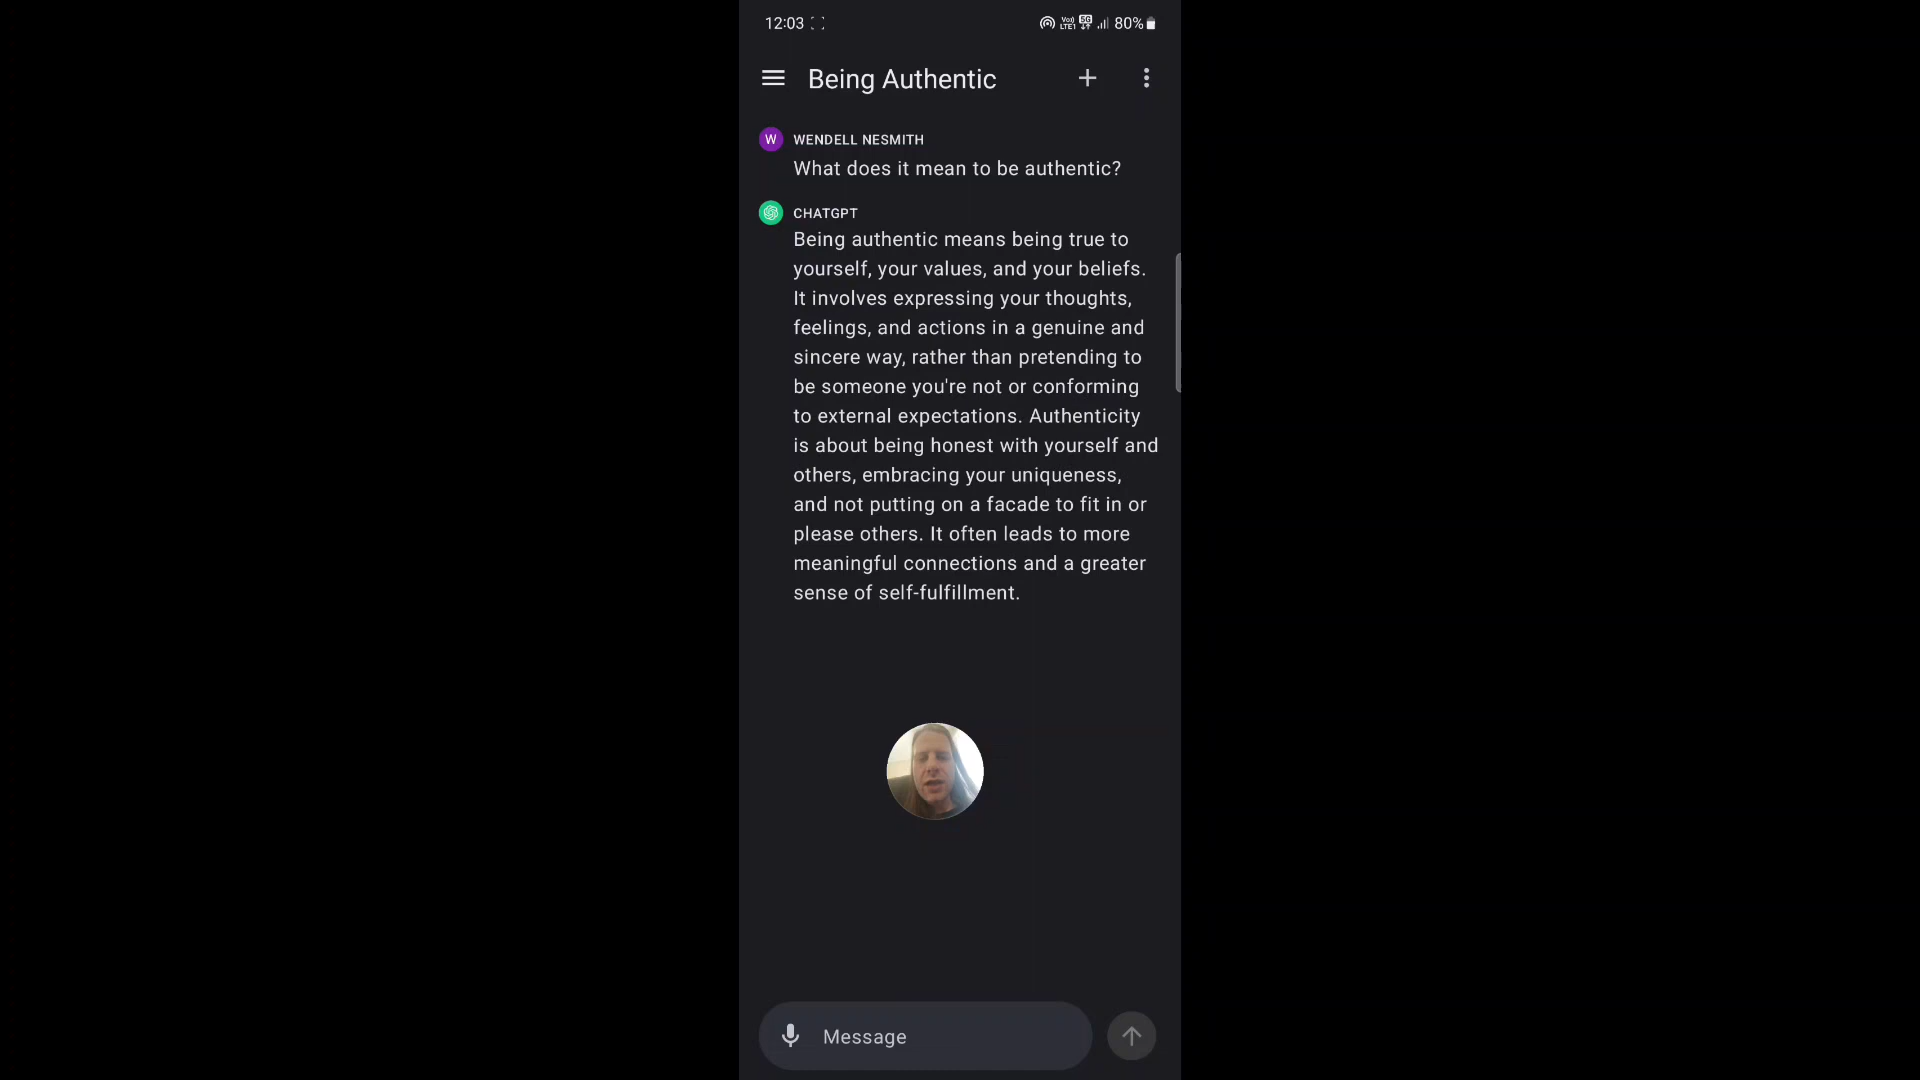 12:03 80%
Being Authentic
W WENDELL NESMITH
What does it mean to be authentic?
CHATGPT
Being authentic means being true to
yourself, your values, and your beliefs.
It involves expressing your thoughts,
feelings, and actions in a genuine and
sincere way, rather than pretending to
be someone you're not or conforming
to external expectations. Authenticity
is about being honest with yourself and
others, embracing your uniqueness,
and not putting on a facade to fit in or
please others. It often leads to more
meaningful connections and a greater
sense of self-fulfillment.
Message